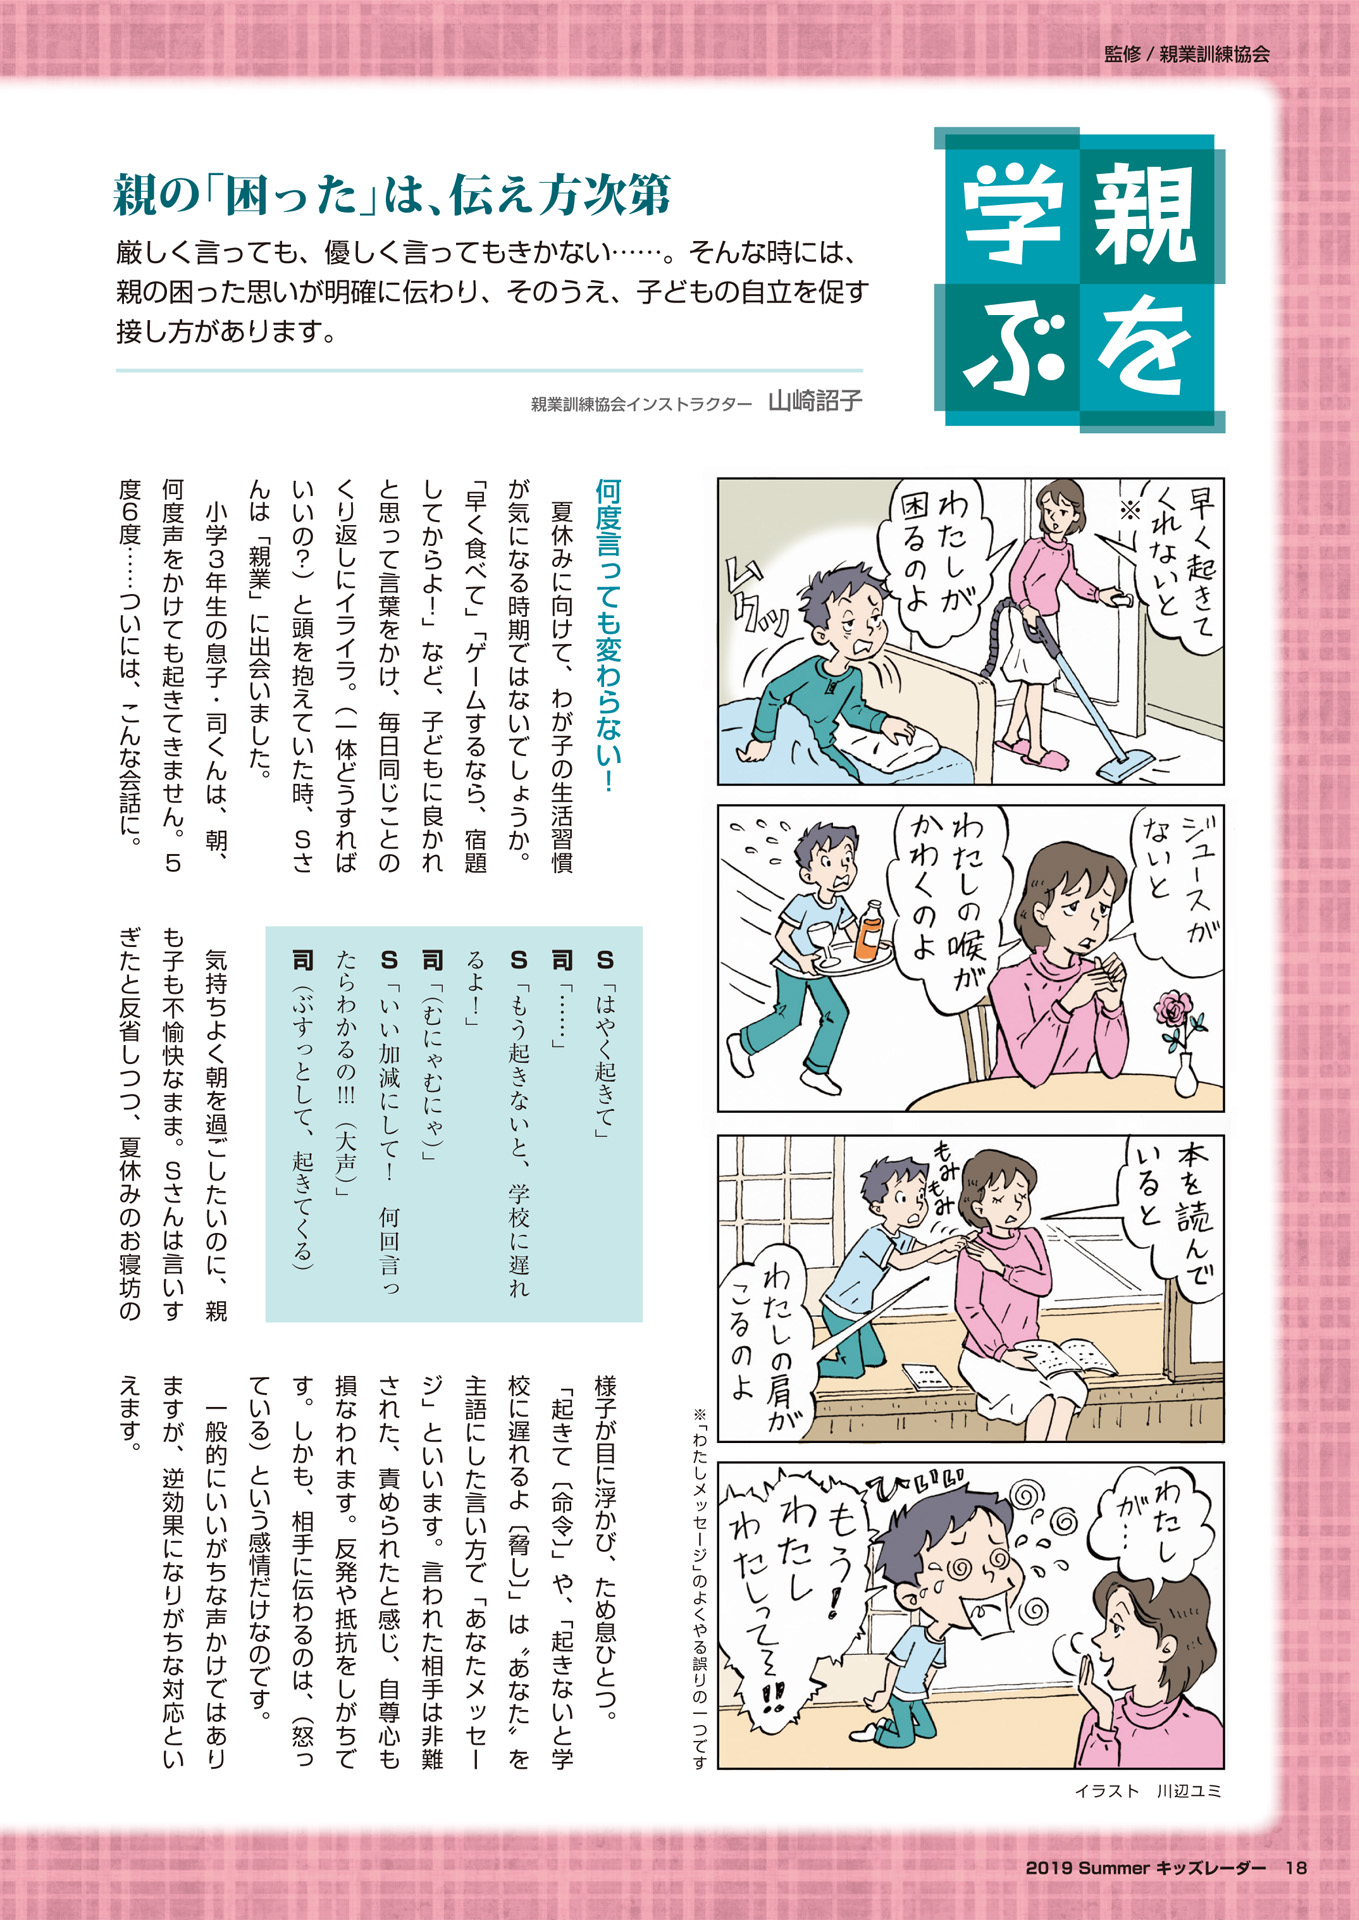 監修 / 親業訓練協会
親を
学ぶ
親の「困った」は、伝え方次第
厳しく言っても、優しく言ってもきかない……。そんな時には、
親の困った思いが明確に伝わり、そのうえ、子どもの自立を促す
接し方があります。
親業訓練協会インストラクター　山崎詔子
早く起きて
くれないと
※
わたしが
困るのよ
ムクッ
ジュースが
ないと
わたしの喉が
かわくのよ
本を読んで
いると
もみ
もみ
わたしの肩が
こるのよ
わたし
が…
ひいい
もう!
わたし
わたしってミ!!
※「わたしメッセージ」のよくやる誤りの一つです
イラスト　川辺ユミ
何度言っても変わらない！
　夏休みに向けて、わが子の生活習慣
が気になる時期ではないでしょうか。
「早く食べて」「ゲームするなら、宿題
してからよ！」など、子どもに良かれ
と思って言葉をかけ、毎日同じことの
くり返しにイライラ。（一体どうすれば
いいの？）と頭を抱えていた時、Ｓさ
んは「親業」に出会いました。
　小学３年生の息子・司くんは、朝、
何度声をかけても起きてきません。５
度６度……ついには、こんな会話に。
S「はやく起きて」
司「……」
S「もう起きないと、学校に遅れ
るよ！」
司「（むにゃむにゃ）」
S「いい加減にして！　何回言っ
たらわかるの!!!（大声）」
司（ぶすっとして、起きてくる）
　気持ちよく朝を過ごしたいのに、親
も子も不愉快なまま。Ｓさんは言いす
ぎたと反省しつつ、夏休みのお寝坊の
様子が目に浮かび、ため息ひとつ。
　「起きて〔命令〕」や、「起きないと学
校に遅れるよ〔脅し〕」は〝あなた〟を
主語にした言い方で「あなたメッセー
ジ」といいます。言われた相手は非難
された、責められたと感じ、自尊心も
損なわれます。反発や抵抗をしがちで
す。しかも、相手に伝わるのは、（怒っ
ている）という感情だけなのです。
　一般的にいいがちな声かけではあり
ますが、逆効果になりがちな対応とい
えます。
2019 Summer キッズレーダー　18